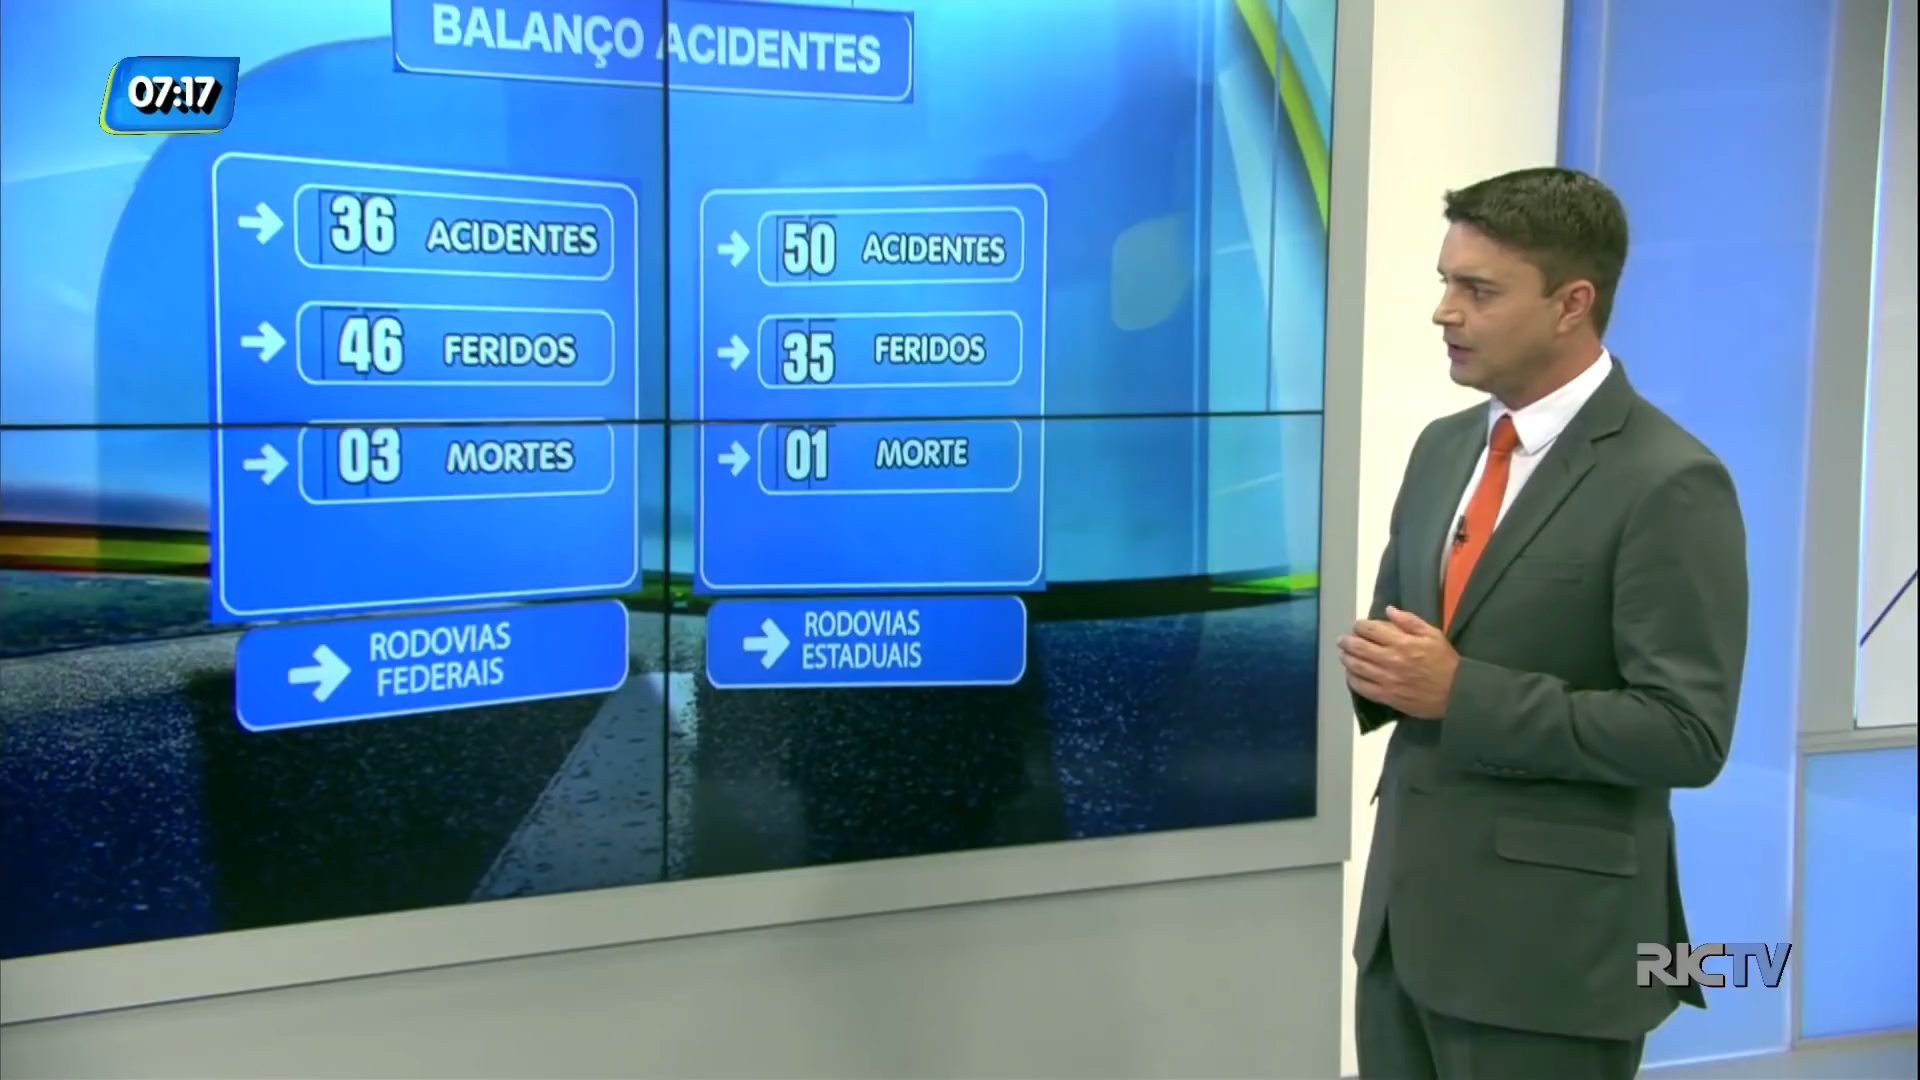 BALANÇO ACIDENTES
07:17
36 ACIDENTES
46 FERIDOS
03 MORTES
RODOVIAS
FEDERAIS
50 ACIDENTES
35 FERIDOS
01 MORTE
RODOVIAS
ESTADUAIS
RICTV